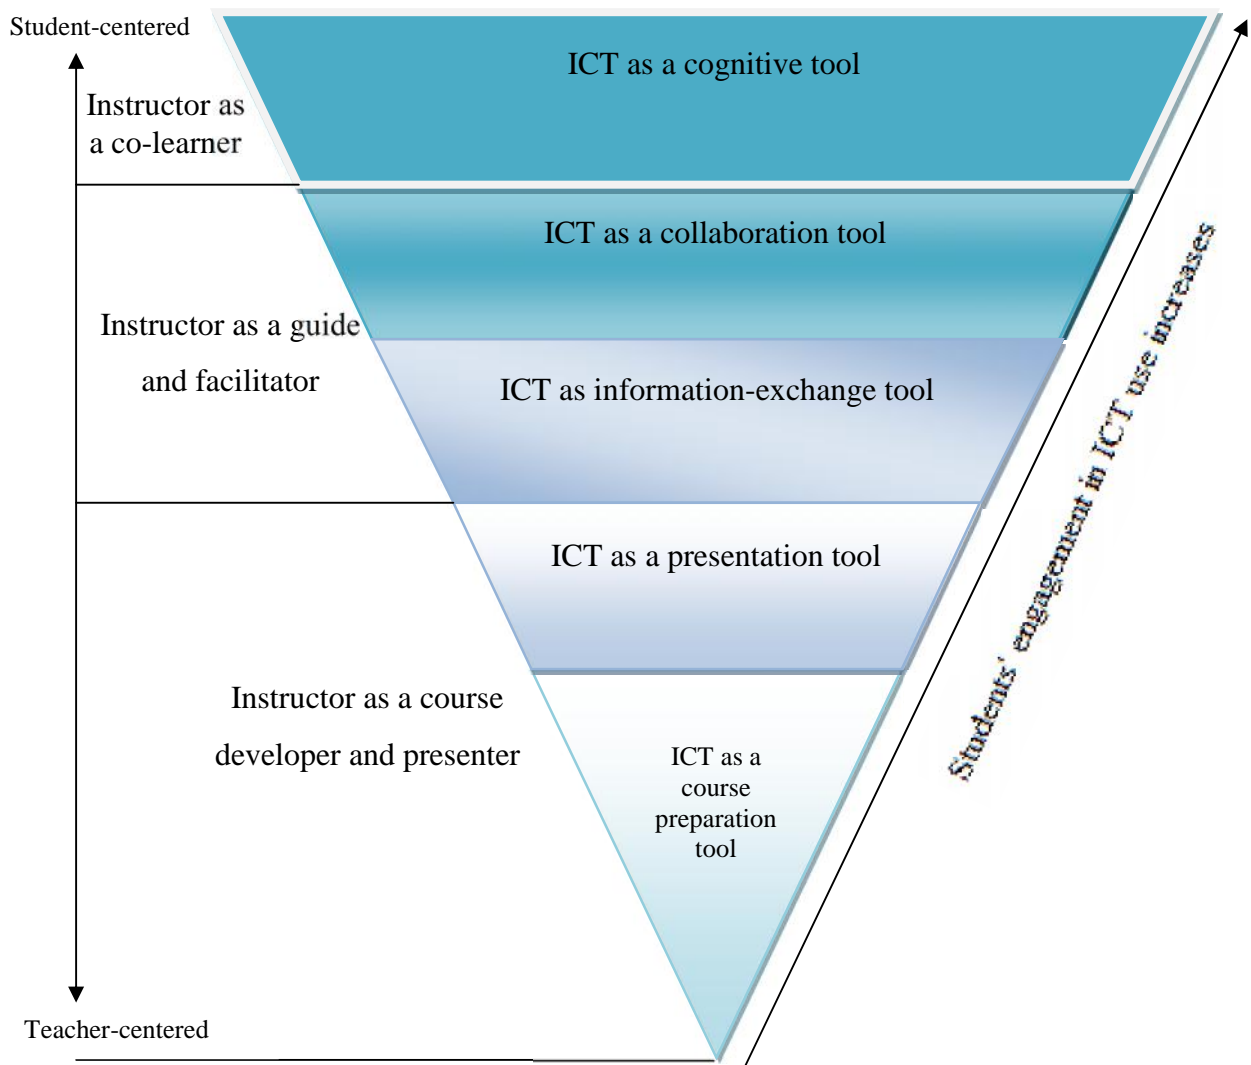 Student-centered
ICT as a cognitive tool
Instructor as
a co-learner
ICT as a collaboration tool
Instructor as a guide
and facilitator
ICT as information-exchange tool
Students' engagement in ICT use increases
ICT as a presentation tool
Instructor as a course
developer and presenter
ICT as a
course
preparation
tool
Teacher-centered